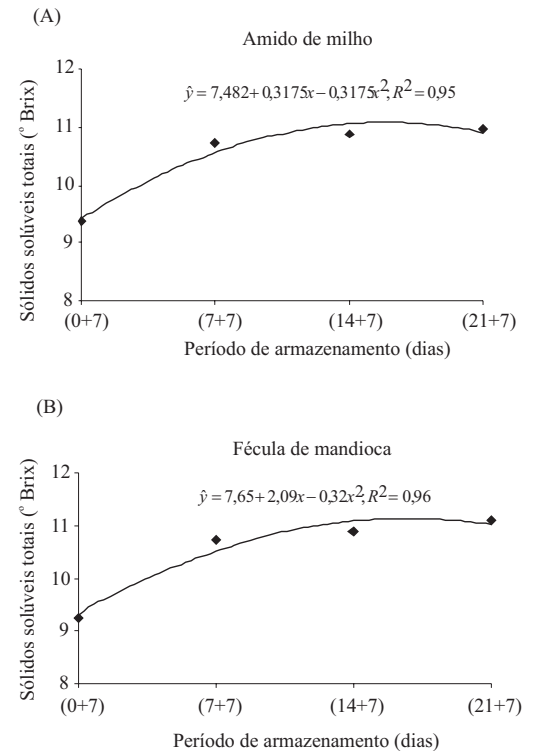 (A)
Amido de milho
ŷ = 7,482+0,3175x−0,3175x²; R² = 0,95
Sólidos solúveis totais (° Brix)
12
11
10
9
8
(0+7) (7+7) (14+7) (21+7)
Período de armazenamento (dias)
(B)
Fécula de mandioca
ŷ = 7,65+2,09x−0,32x²; R² = 0,96
Sólidos solúveis totais (° Brix)
12
11
10
9
8
(0+7) (7+7) (14+7) (21+7)
Período de armazenamento (dias)